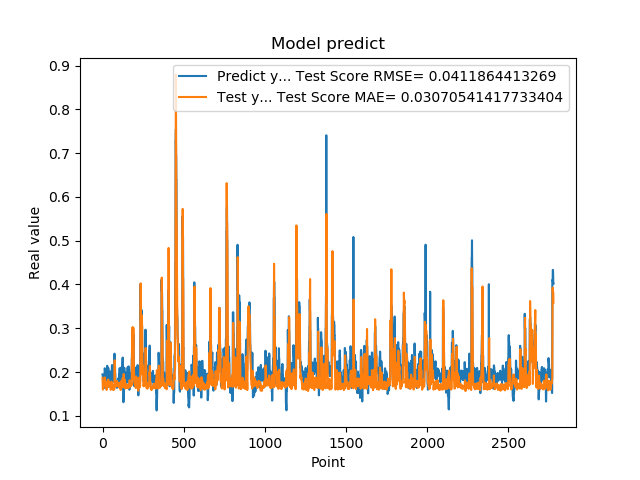 Model predict
Predict y... Test Score RMSE= 0.0411864413269
Test y... Test Score MAE= 0.03070541417733404
0.9
0.8
0.7
0.6
0.5
0.4
0.3
0.2
0.1
Real value
0 500 1000 1500 2000 2500
Point